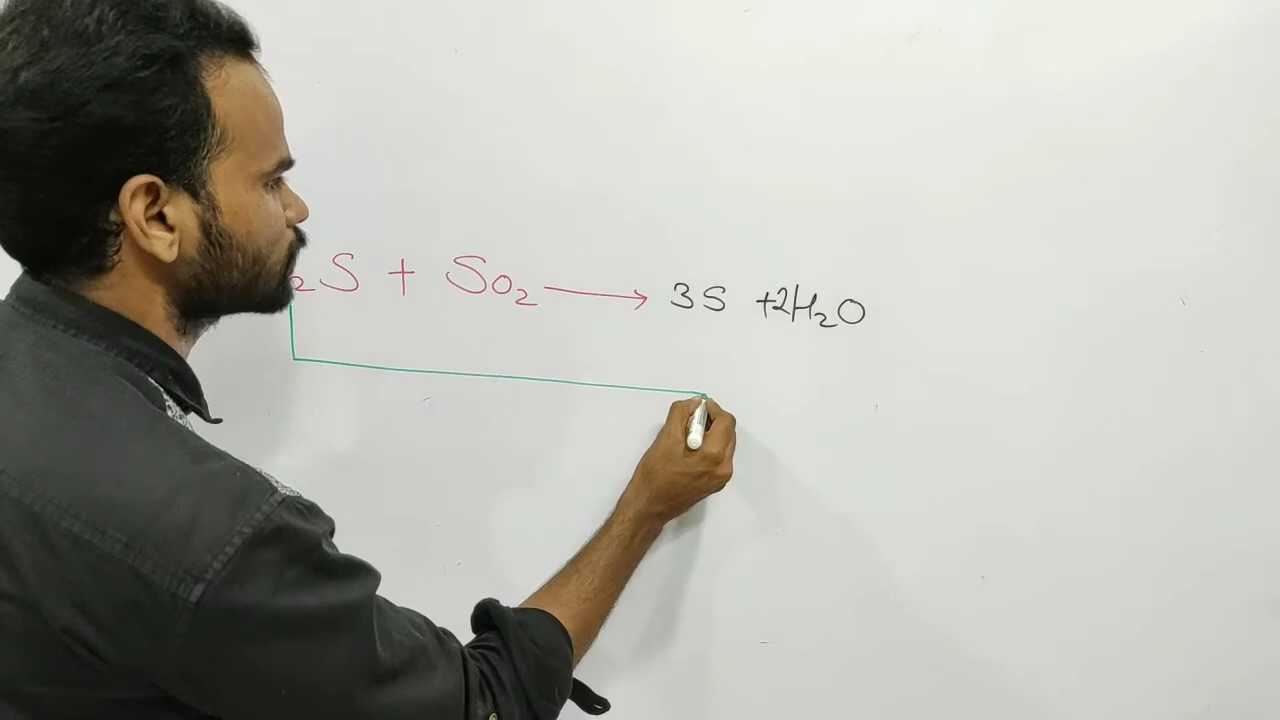 ₂S + SO₂ ⟶ 3S +2H₂O